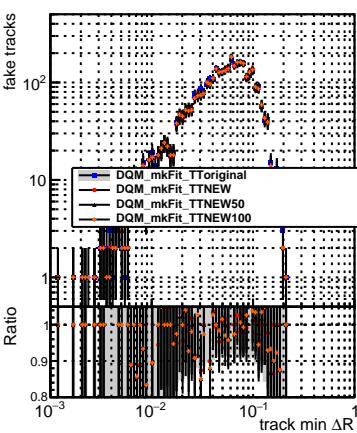 fake tracks
10²
10
1
DQM_mkFit_TToriginal
DQM_mkFit_TTNEW
DQM_mkFit_TTNEW50
DQM_mkFit_TTNEW100
Ratio
1
0.9
0.8
10⁻³ 10⁻² 10⁻¹ 1
track min ΔR